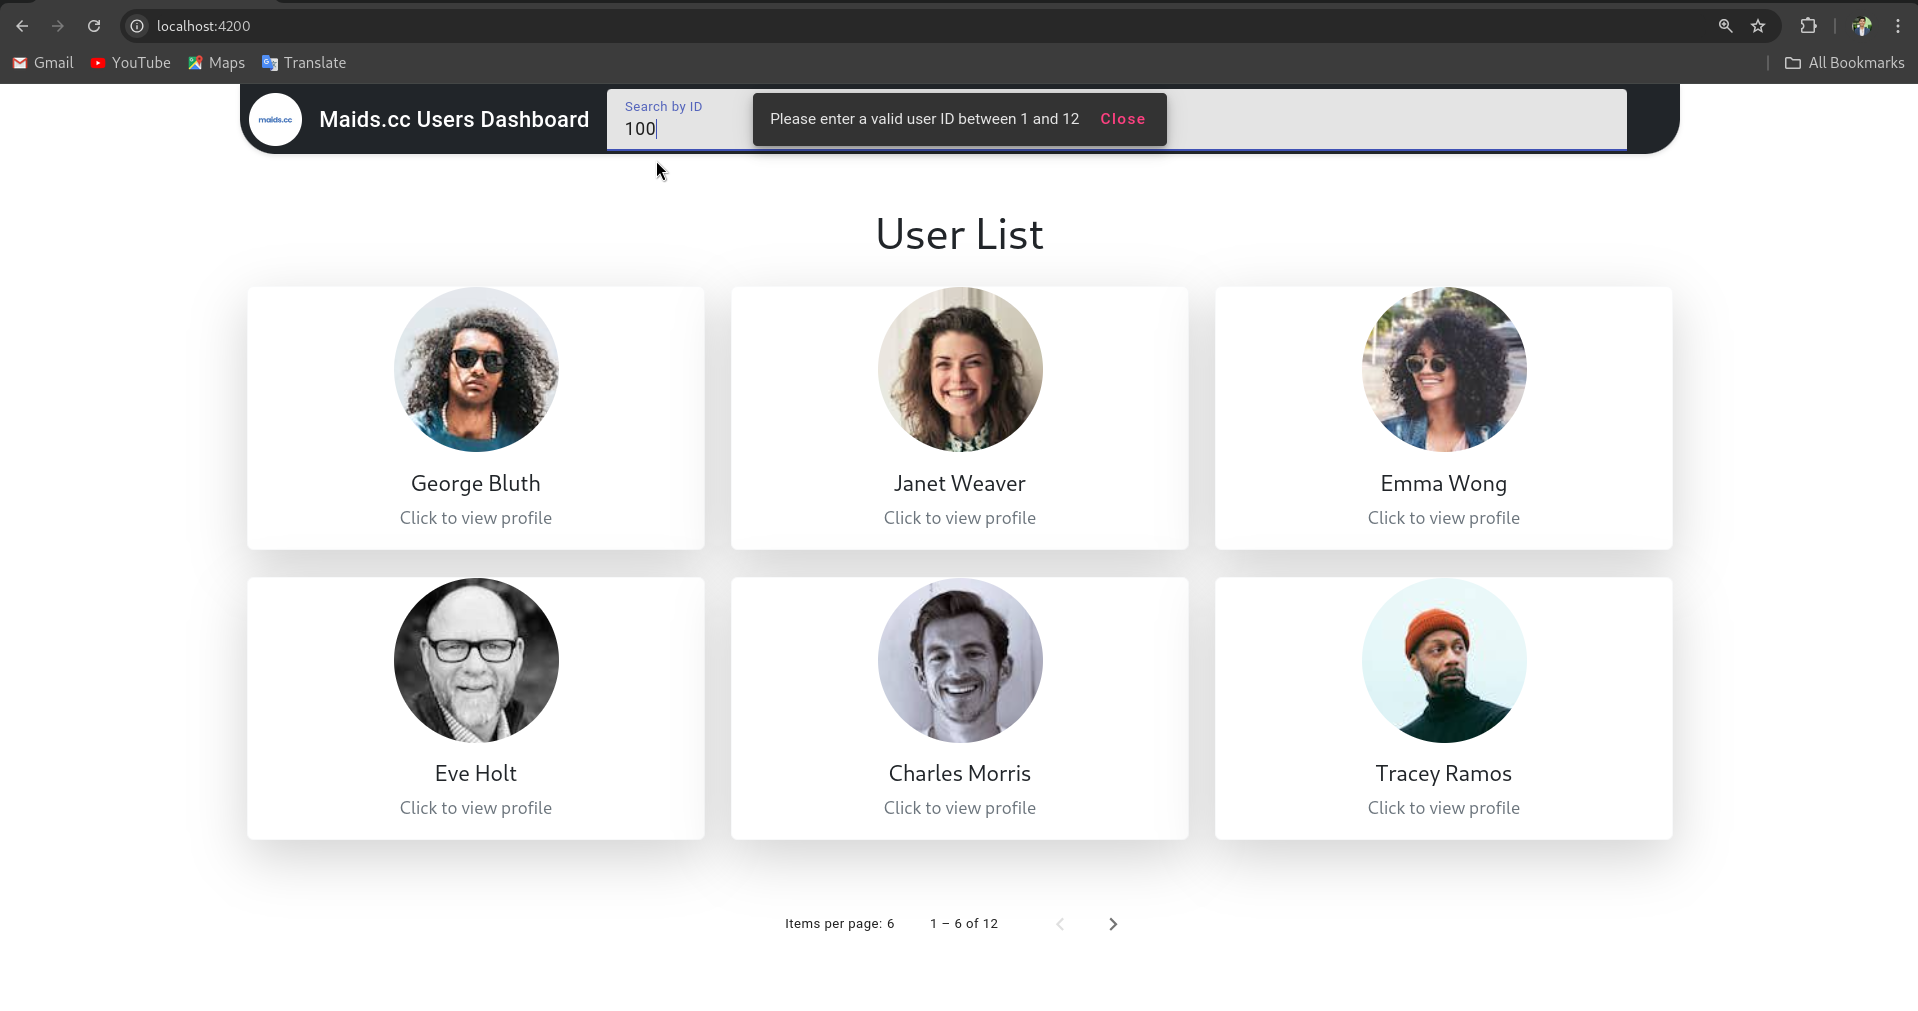 localhost:4200
Gmail YouTube Maps Translate All Bookmarks
maids.cc Maids.cc Users Dashboard
Search by ID
100
Please enter a valid user ID between 1 and 12 Close
User List
George Bluth
Click to view profile
Janet Weaver
Click to view profile
Emma Wong
Click to view profile
Eve Holt
Click to view profile
Charles Morris
Click to view profile
Tracey Ramos
Click to view profile
Items per page: 6 1 – 6 of 12